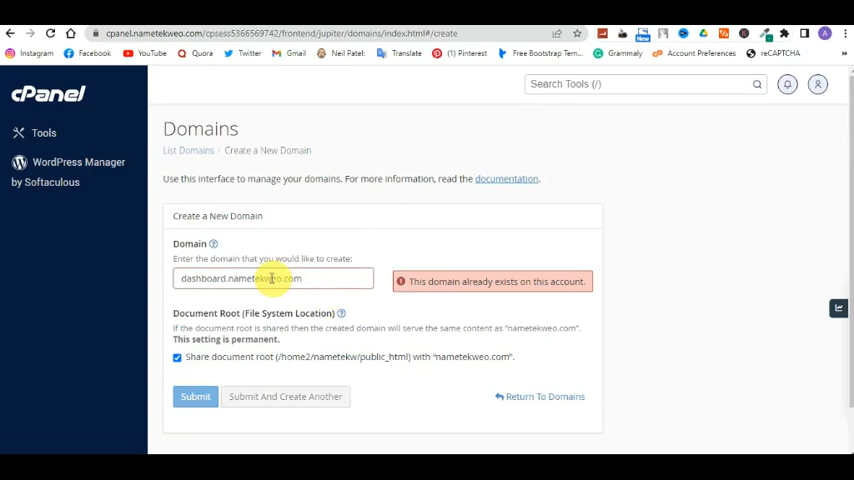 cpanel.nametekweo.com/cpsess5366569742/frontend/jupiter/domains/index.html#/create
New
A
Instagram
Facebook
YouTube
Quora
Twitter
Gmail
Neil Patel:
Translate
Pinterest
Free Bootstrap Tem...
Grammaly
Account Preferences
reCAPTCHA
»
cPanel
Search Tools (/)
Tools
WordPress Manager
by Softaculous
Domains
List Domains / Create a New Domain
Use this interface to manage your domains. For more information, read the documentation.
Create a New Domain
Domain
Enter the domain that you would like to create:
dashboard.nametekweo.com
This domain already exists on this account.
Document Root (File System Location)
If the document root is shared then the created domain will serve the same content as “nametekweo.com”.
This setting is permanent.
Share document root (/home2/nametekw/public_html) with “nametekweo.com”.
Submit
Submit And Create Another
Return To Domains